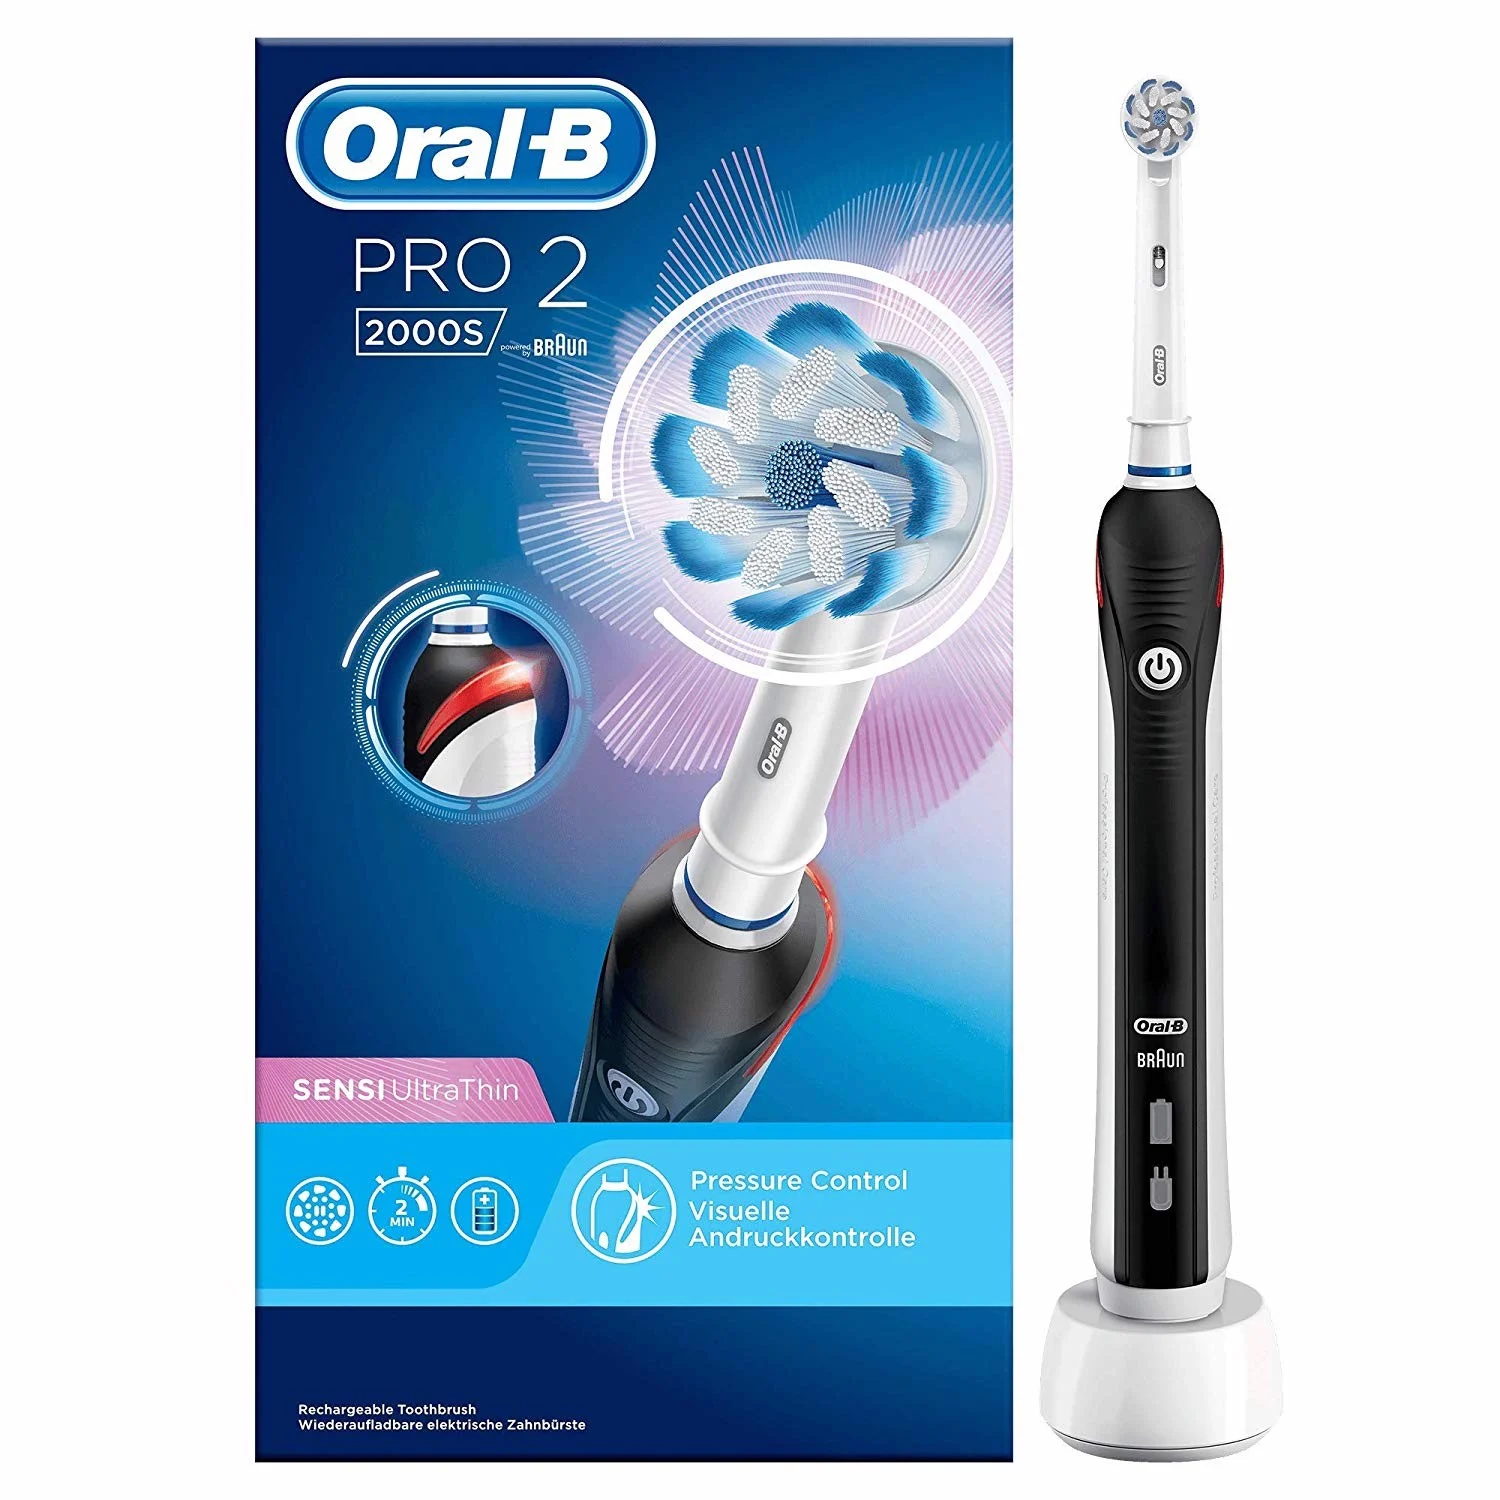 Oral-B
PRO 2
2000S
powered by BRAUN
Oral-B
SENSI UltraThin
2 MIN
Pressure Control
Visuelle
Andruckkontrolle
Rechargeable Toothbrush
Wiederaufladbare elektrische Zahnbürste
Oral-B
Oral-B
BRAUN